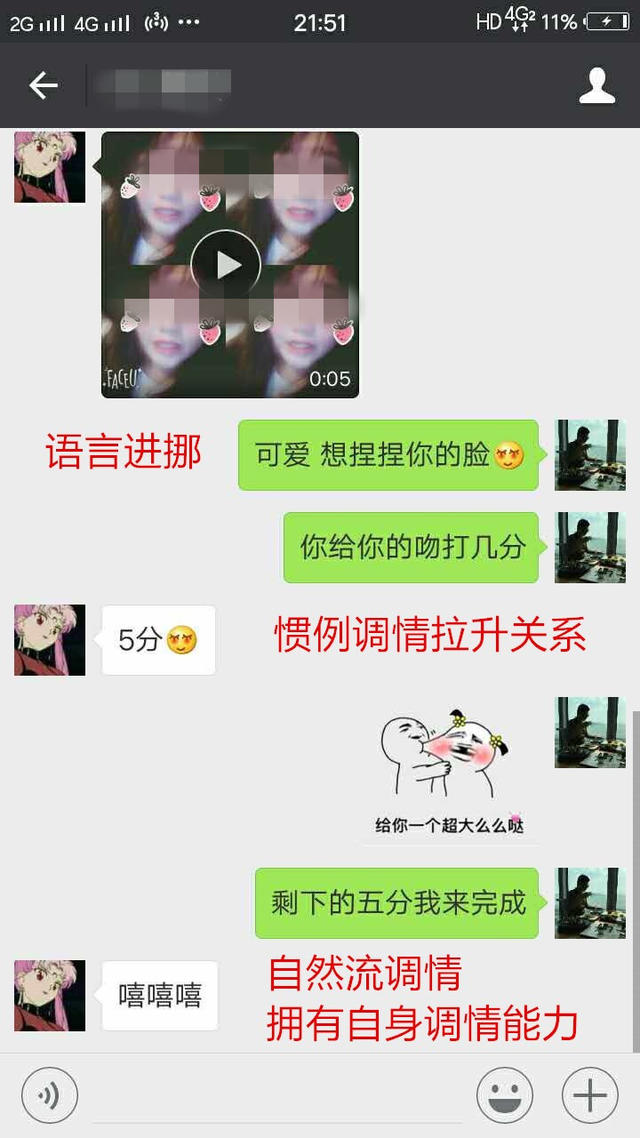 2G 4G 3 ••• 21:51 HD 4G 2 11%
FACEU 0:05
语言进挪
可爱 想捏捏你的脸
你给你的吻打几分
5分
惯例调情拉升关系
给你一个超大么么哒
剩下的五分我来完成
嘻嘻嘻
自然流调情
拥有自身调情能力